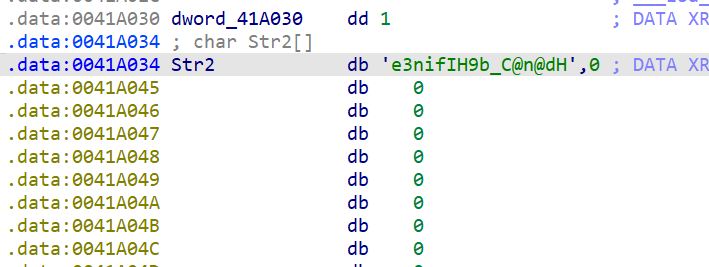 .data:0041A030 dword_41A030 dd 1 ; DATA XR
.data:0041A034 ; char Str2[]
.data:0041A034 Str2 db 'e3nifIH9b_C@n@dH',0 ; DATA XR
.data:0041A045 db 0
.data:0041A046 db 0
.data:0041A047 db 0
.data:0041A048 db 0
.data:0041A049 db 0
.data:0041A04A db 0
.data:0041A04B db 0
.data:0041A04C db 0